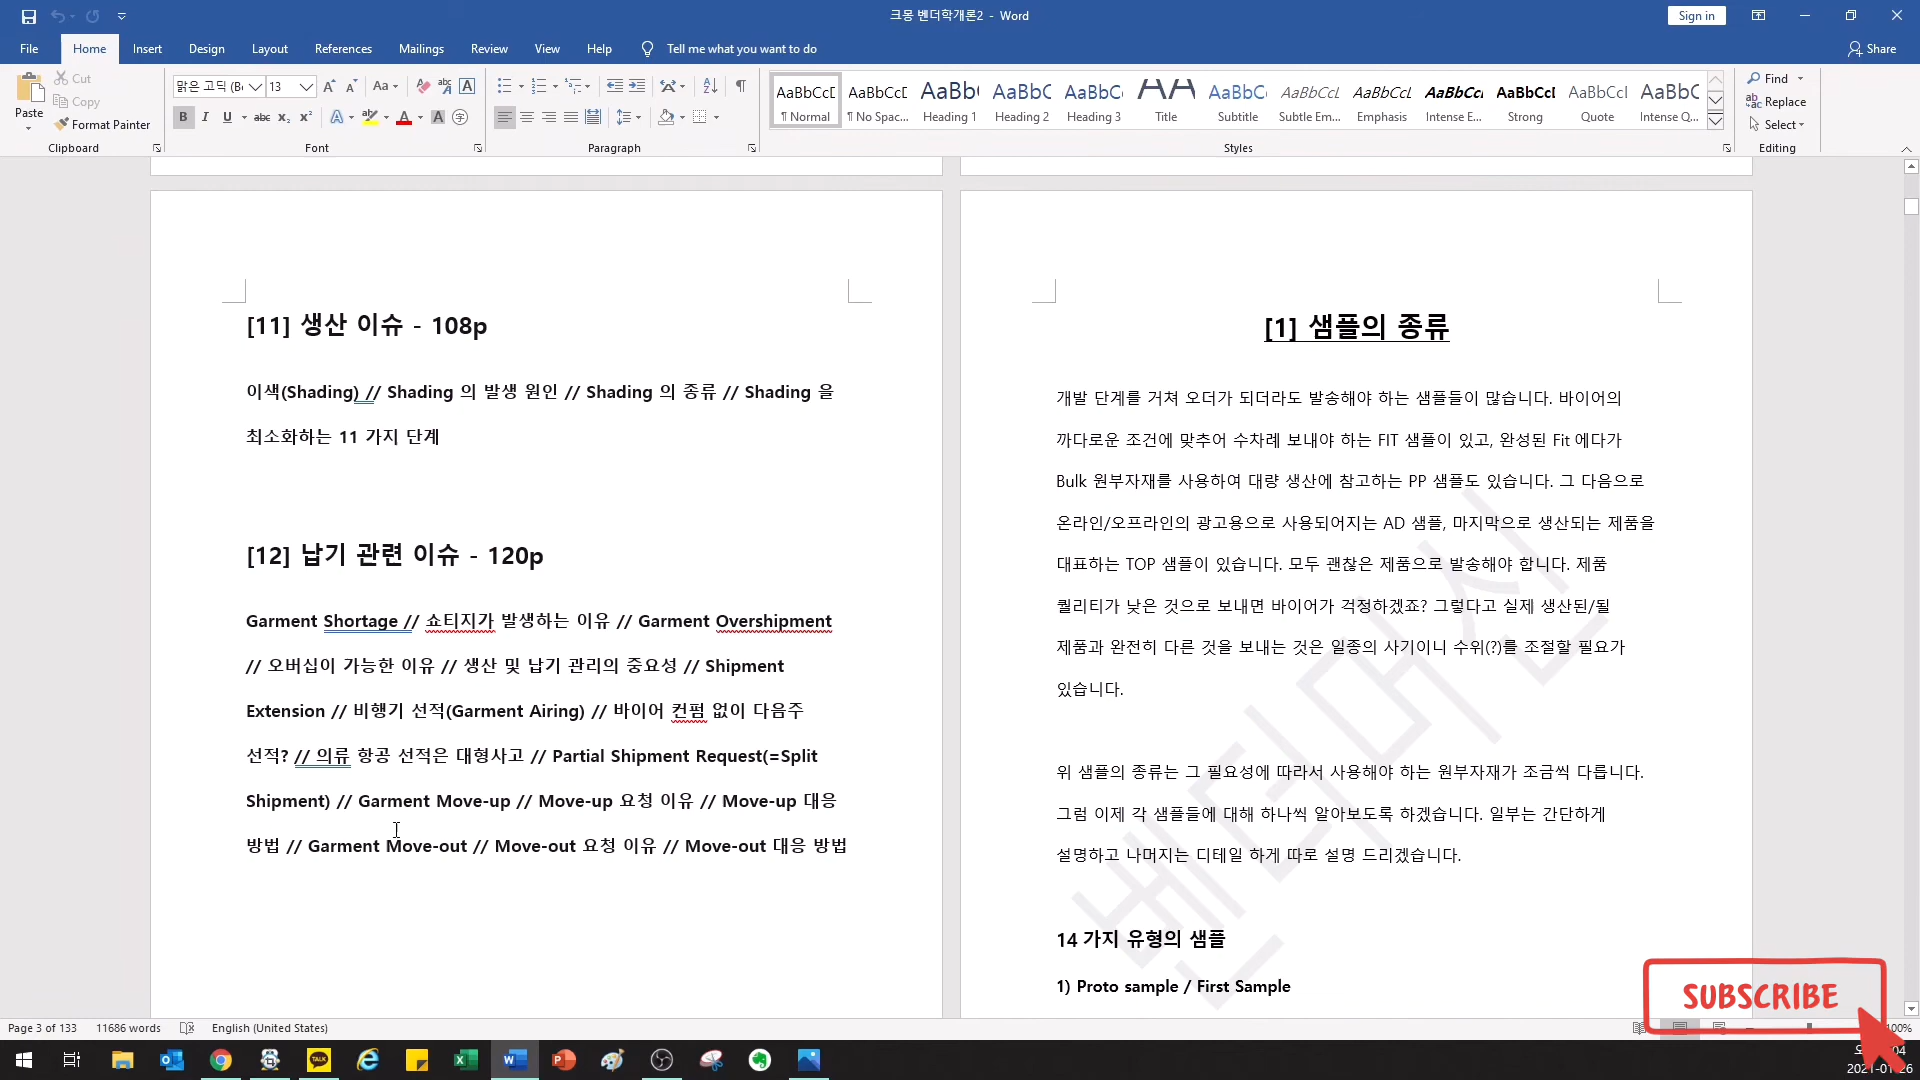 크몽 벤더학개론2 - Word
Sign in
File Home Insert Design Layout References Mailings Review View Help Tell me what you want to do Share
Paste
Cut
Copy
Format Painter
Clipboard
맑은 고딕 (B 13
Font
Paragraph
AaBbCcD AaBbCcD AaBb( AaBbC AaBbC AA AaBbC AaBbCcL AaBbCcL AaBbCc AaBbCcL AaBbCcL AaBbC
¶ Normal ¶ No Spac... Heading 1 Heading 2 Heading 3 Title Subtitle Subtle Em... Emphasis Intense E... Strong Quote Intense Q...
Styles
Find
Replace
Select
Editing
[11] 생산 이슈 - 108p
이색(Shading) // Shading 의 발생 원인 // Shading 의 종류 // Shading 을
최소화하는 11 가지 단계
[12] 납기 관련 이슈 - 120p
Garment Shortage // 쇼티지가 발생하는 이유 // Garment Overshipment
// 오버십이 가능한 이유 // 생산 및 납기 관리의 중요성 // Shipment
Extension // 비행기 선적(Garment Airing) // 바이어 컨펌 없이 다음주
선적? // 의류 항공 선적은 대형사고 // Partial Shipment Request(=Split
Shipment) // Garment Move-up // Move-up 요청 이유 // Move-up 대응
방법 // Garment Move-out // Move-out 요청 이유 // Move-out 대응 방법
[1] 샘플의 종류
개발 단계를 거쳐 오더가 되더라도 발송해야 하는 샘플들이 많습니다. 바이어의
까다로운 조건에 맞추어 수차례 보내야 하는 FIT 샘플이 있고, 완성된 Fit 에다가
Bulk 원부자재를 사용하여 대량 생산에 참고하는 PP 샘플도 있습니다. 그 다음으로
온라인/오프라인의 광고용으로 사용되어지는 AD 샘플, 마지막으로 생산되는 제품을
대표하는 TOP 샘플이 있습니다. 모두 괜찮은 제품으로 발송해야 합니다. 제품
퀄리티가 낮은 것으로 보내면 바이어가 걱정하겠죠? 그렇다고 실제 생산된/될
제품과 완전히 다른 것을 보내는 것은 일종의 사기이니 수위(?)를 조절할 필요가
있습니다.
위 샘플의 종류는 그 필요성에 따라서 사용해야 하는 원부자재가 조금씩 다릅니다.
그럼 이제 각 샘플들에 대해 하나씩 알아보도록 하겠습니다. 일부는 간단하게
설명하고 나머지는 디테일 하게 따로 설명 드리겠습니다.
14 가지 유형의 샘플
1) Proto sample / First Sample
SUBSCRIBE
Page 3 of 133 11686 words English (United States) 100%
TALK